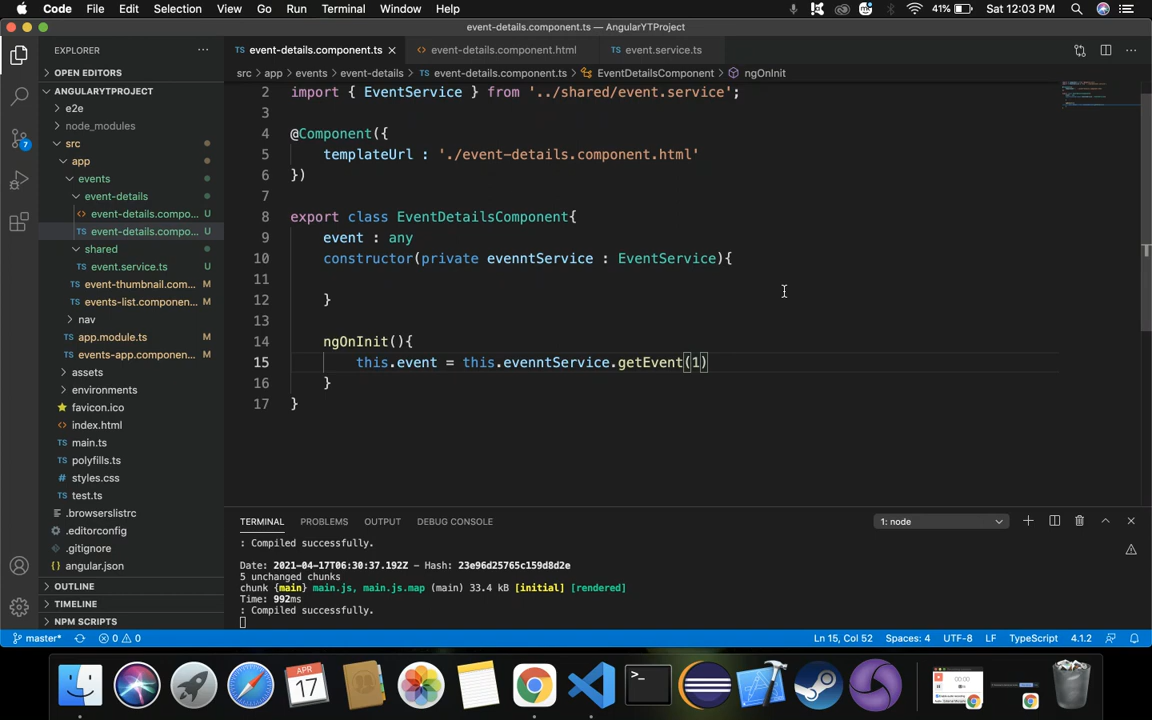 Code File Edit Selection View Go Run Terminal Window Help 41% Sat 12:03 PM
event-details.component.ts — AngularYTProject
EXPLORER ... event-details.component.ts event-details.component.html event.service.ts
src > app > events > event-details > event-details.component.ts > EventDetailsComponent > ngOnInit
OPEN EDITORS
ANGULARYTPROJECT
e2e
node_modules
src
app
events
event-details
event-details.compo... U
event-details.compo... U
shared
event.service.ts U
event-thumbnail.com... M
events-list.componen... M
nav
app.module.ts M
events-app.componen... M
assets
environments
favicon.ico
index.html
main.ts
polyfills.ts
styles.css
test.ts
.browserslistrc
.editorconfig
.gitignore
angular.json
OUTLINE
TIMELINE
NPM SCRIPTS
7
2 import { EventService } from '../shared/event.service';
3
4 @Component({
5 templateUrl : './event-details.component.html'
6 })
7
8 export class EventDetailsComponent{
9 event : any
10 constructor(private evenntService : EventService){
11
12 }
13
14 ngOnInit(){
15 this.event = this.evenntService.getEvent(1)
16 }
17 }
TERMINAL PROBLEMS OUTPUT DEBUG CONSOLE 1: node
: Compiled successfully.
Date: 2021-04-17T06:30:37.192Z - Hash: 23e96d25765c159d8d2e
5 unchanged chunks
chunk {main} main.js, main.js.map (main) 33.4 kB [initial] [rendered]
Time: 992ms
: Compiled successfully.
master* 0 0 Ln 15, Col 52 Spaces: 4 UTF-8 LF TypeScript 4.1.2
APR
17